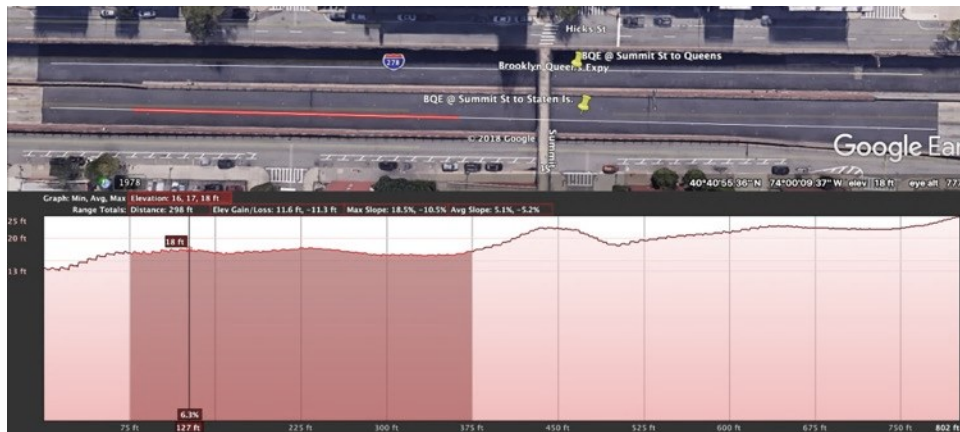 Hicks St
278
BQE @ Summit St to Queens
Brooklyn Queens Expy
BQE @ Summit St to Staten Is.
© 2018 Google
Summit St
Google Ear
1978
40°40'55.36" N 74°00'09.37" W elev 18 ft eye alt 77
Graph: Min, Avg, Max Elevation: 16, 17, 18 ft
Range Totals: Distance: 298 ft Elev Gain/Loss: 11.6 ft, -11.3 ft Max Slope: 18.5%, -10.5% Avg Slope: 5.1%, -5.2%
25 ft
20 ft
13 ft
18 ft
6.3%
75 ft 127 ft 225 ft 300 ft 375 ft 450 ft 525 ft 600 ft 675 ft 750 ft 802 ft